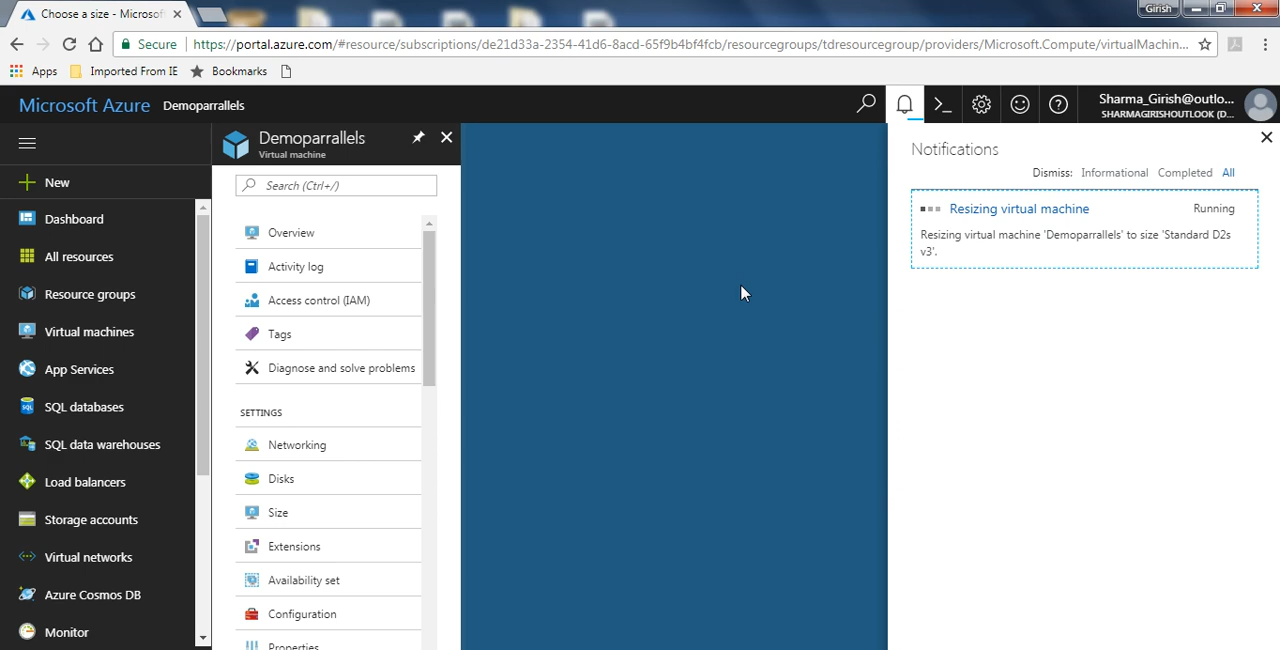 Choose a size - Microsof
Girish
Secure
https://portal.azure.com/#resource/subscriptions/de21d33a-2354-41d6-8acd-65f9b4bf4fcb/resourcegroups/tdresourcegroup/providers/Microsoft.Compute/virtualMachin...
Apps
Imported From IE
Bookmarks
Microsoft Azure
Demoparrallels
Sharma_Girish@outlo...
SHARMAGIRISHOUTLOOK (D...
New
Dashboard
All resources
Resource groups
Virtual machines
App Services
SQL databases
SQL data warehouses
Load balancers
Storage accounts
Virtual networks
Azure Cosmos DB
Monitor
Demoparrallels
Virtual machine
Search (Ctrl+/)
Overview
Activity log
Access control (IAM)
Tags
Diagnose and solve problems
SETTINGS
Networking
Disks
Size
Extensions
Availability set
Configuration
Properties
Notifications
Dismiss: Informational Completed All
Resizing virtual machine
Running
Resizing virtual machine 'Demoparrallels' to size 'Standard D2s
v3'.